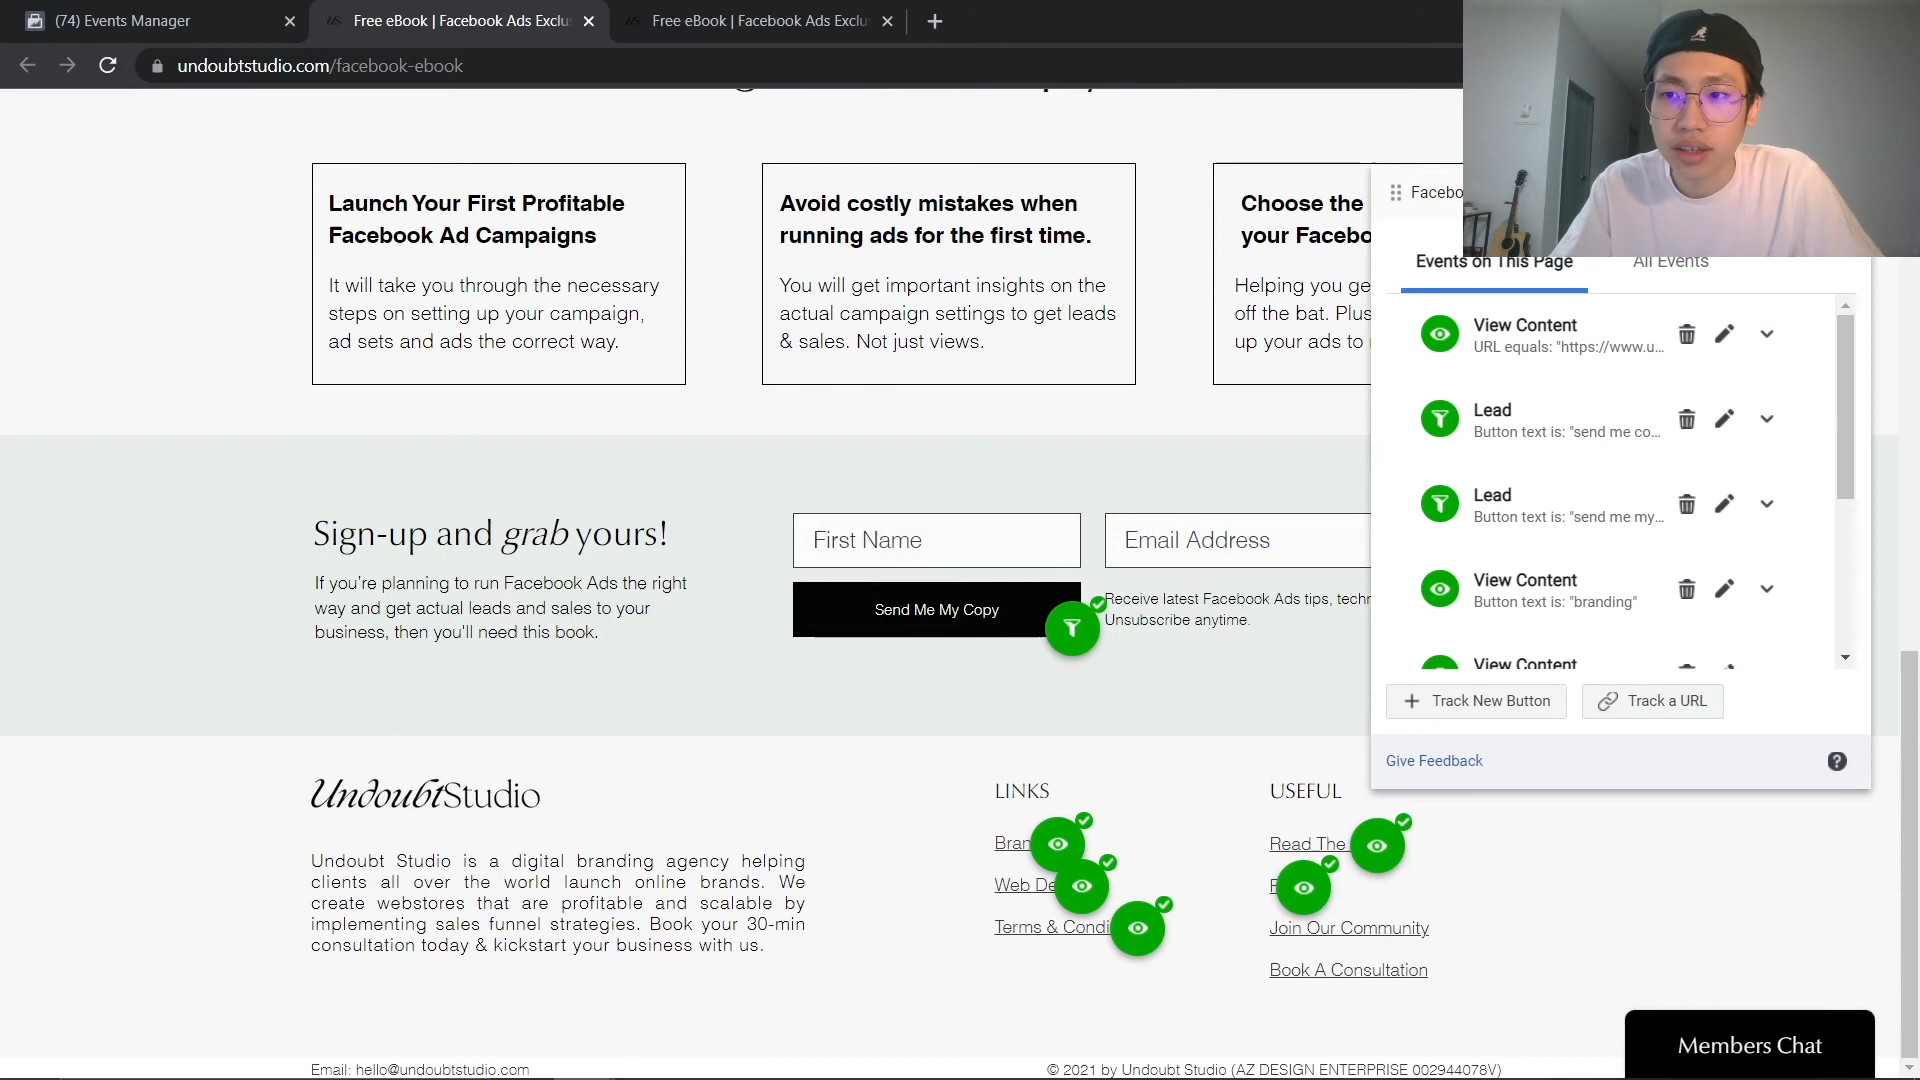 (74) Events Manager
Free eBook | Facebook Ads Exclu
Free eBook | Facebook Ads Exclu
undoubtstudio.com/facebook-ebook
Launch Your First Profitable
Facebook Ad Campaigns
It will take you through the necessary
steps on setting up your campaign,
ad sets and ads the correct way.
Avoid costly mistakes when
running ads for the first time.
You will get important insights on the
actual campaign settings to get leads
& sales. Not just views.
Choose the
your Facebo
Helping you ge
off the bat. Plus
up your ads to
Facebo
Events on This Page
All Events
View Content
URL equals: "https://www.u...
Lead
Button text is: "send me co...
Lead
Button text is: "send me my...
View Content
Button text is: "branding"
View Content
Track New Button
Track a URL
Give Feedback
Sign-up and grab yours!
If you're planning to run Facebook Ads the right
way and get actual leads and sales to your
business, then you'll need this book.
First Name
Email Address
Send Me My Copy
Receive latest Facebook Ads tips, techn
Unsubscribe anytime.
UndoubtStudio
Undoubt Studio is a digital branding agency helping
clients all over the world launch online brands. We
create webstores that are profitable and scalable by
implementing sales funnel strategies. Book your 30-min
consultation today & kickstart your business with us.
LINKS
Bran
Web De
Terms & Condi
USEFUL
Read The
Join Our Community
Book A Consultation
Members Chat
Email: hello@undoubtstudio.com
© 2021 by Undoubt Studio (AZ DESIGN ENTERPRISE 002944078V)